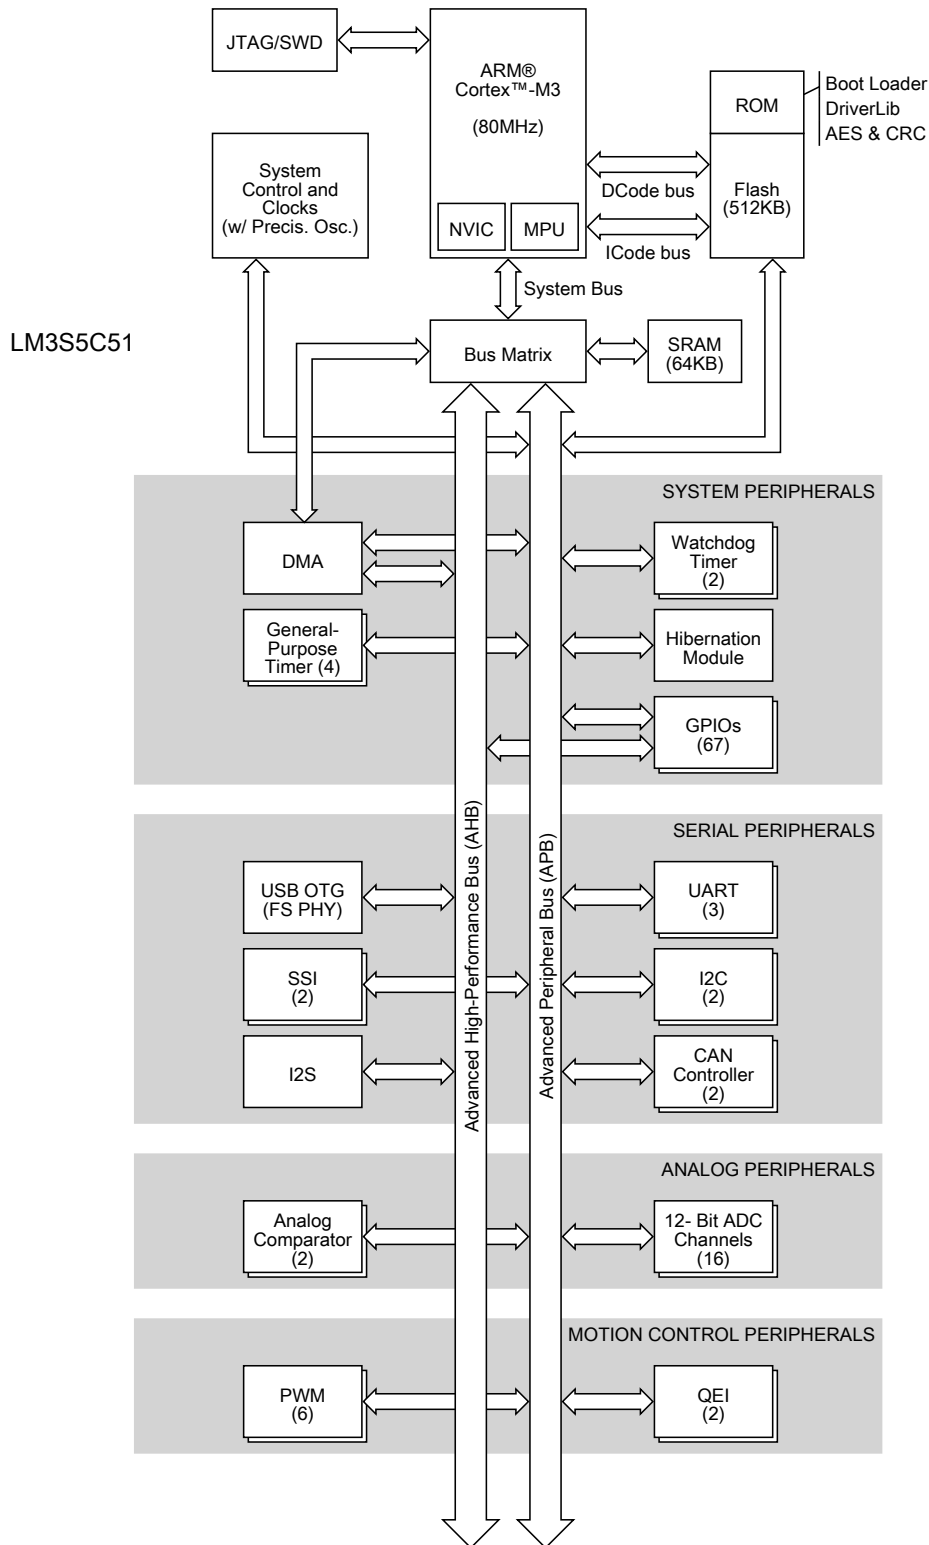 JTAG/SWD
ARM®
Cortex™-M3
(80MHz)
NVIC
MPU
ROM
Boot Loader
DriverLib
AES & CRC
System
Control and
Clocks
(w/ Precis. Osc.)
DCode bus
Flash
(512KB)
ICode bus
System Bus
LM3S5C51
Bus Matrix
SRAM
(64KB)
SYSTEM PERIPHERALS
DMA
Watchdog
Timer
(2)
General-
Purpose
Timer (4)
Hibernation
Module
GPIOs
(67)
Advanced High-Performance Bus (AHB)
Advanced Peripheral Bus (APB)
SERIAL PERIPHERALS
USB OTG
(FS PHY)
UART
(3)
SSI
(2)
I2C
(2)
I2S
CAN
Controller
(2)
ANALOG PERIPHERALS
Analog
Comparator
(2)
12- Bit ADC
Channels
(16)
MOTION CONTROL PERIPHERALS
PWM
(6)
QEI
(2)